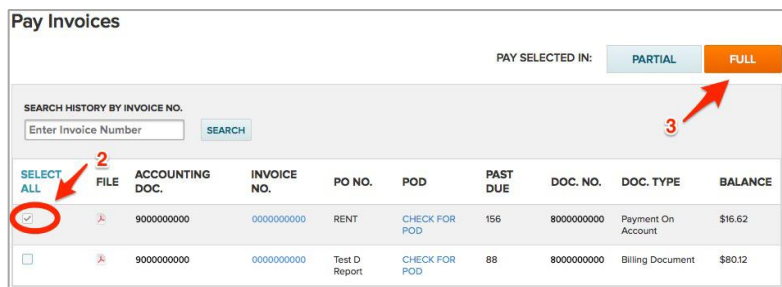 Pay Invoices
PAY SELECTED IN: PARTIAL FULL
SEARCH HISTORY BY INVOICE NO.
Enter Invoice Number SEARCH
3
2
SELECT ALL FILE ACCOUNTING DOC. INVOICE NO. PO NO. POD PAST DUE DOC. NO. DOC. TYPE BALANCE
9000000000 0000000000 RENT CHECK FOR POD 156 8000000000 Payment On Account $16.62
9000000000 0000000000 Test D Report CHECK FOR POD 88 8000000000 Billing Document $80.12